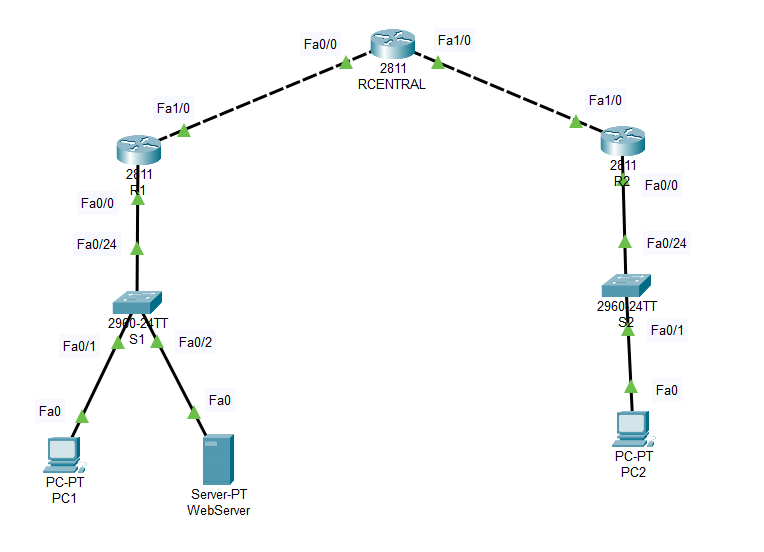 Fa0/0
Fa1/0
2811
RCENTRAL
Fa1/0
Fa1/0
2811
R1
2811
R2
Fa0/0
Fa0/0
Fa0/24
Fa0/24
2960-24TT
S1
2960-24TT
S2
Fa0/1
Fa0/2
Fa0/1
Fa0
Fa0
Fa0
PC-PT
PC1
Server-PT
WebServer
PC-PT
PC2